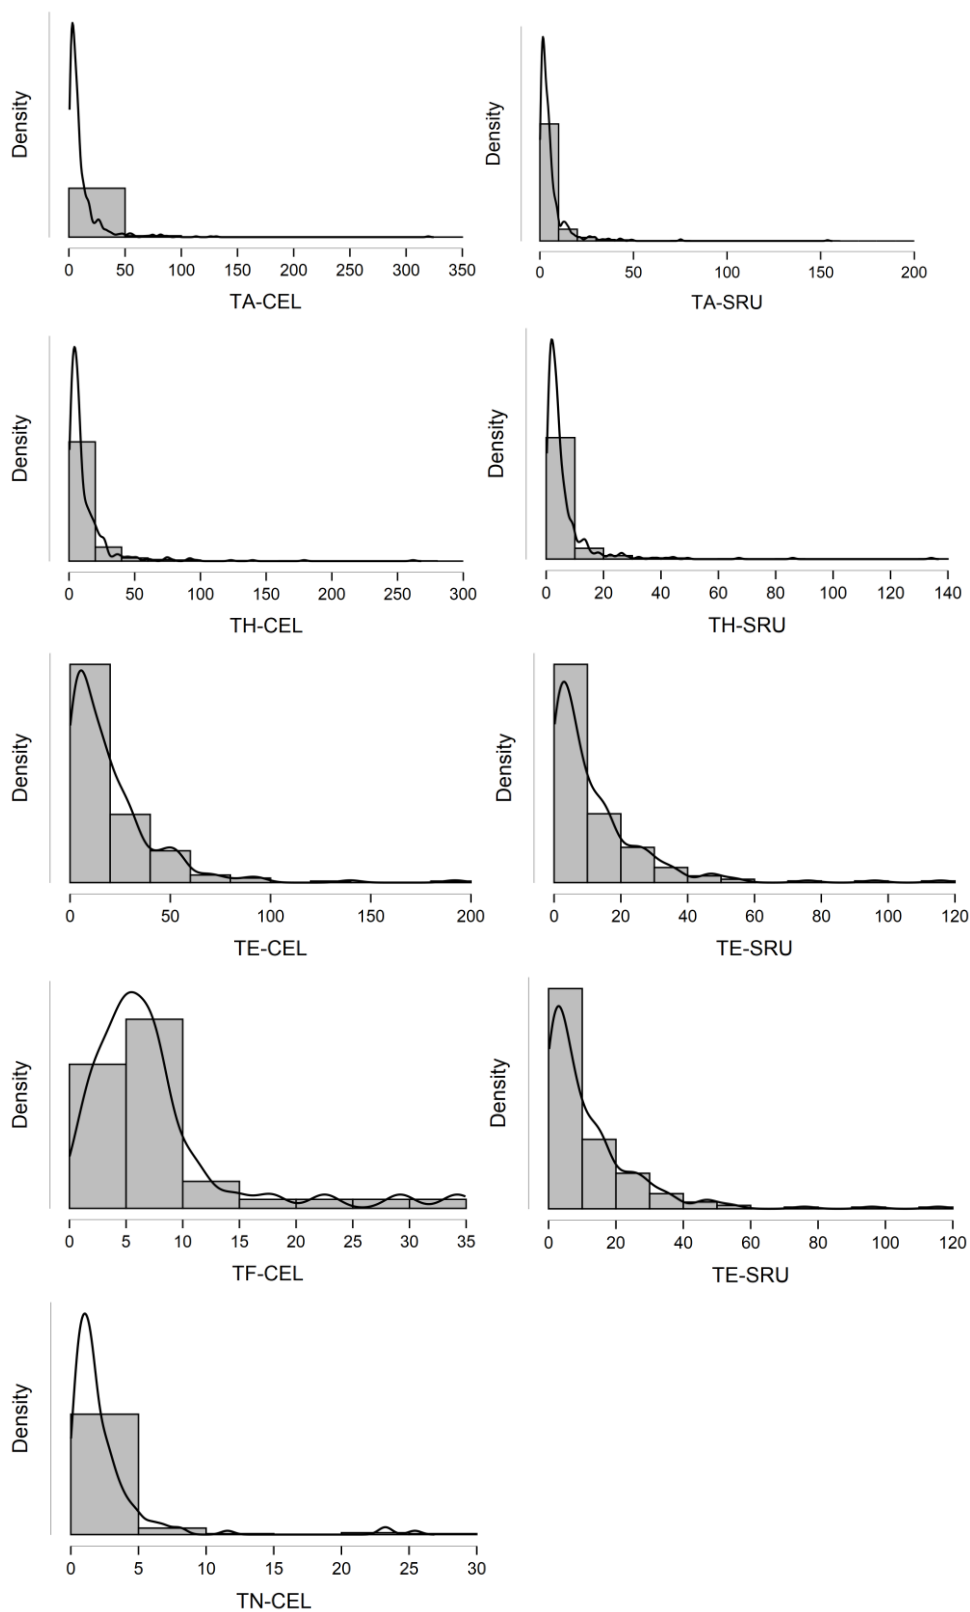 Density
0 50 100 150 200 250 300 350
TA-CEL
Density
0 50 100 150 200
TA-SRU
Density
0 50 100 150 200 250 300
TH-CEL
Density
0 20 40 60 80 100 120 140
TH-SRU
Density
0 50 100 150 200
TE-CEL
Density
0 20 40 60 80 100 120
TE-SRU
Density
0 5 10 15 20 25 30 35
TF-CEL
Density
0 20 40 60 80 100 120
TE-SRU
Density
0 5 10 15 20 25 30
TN-CEL